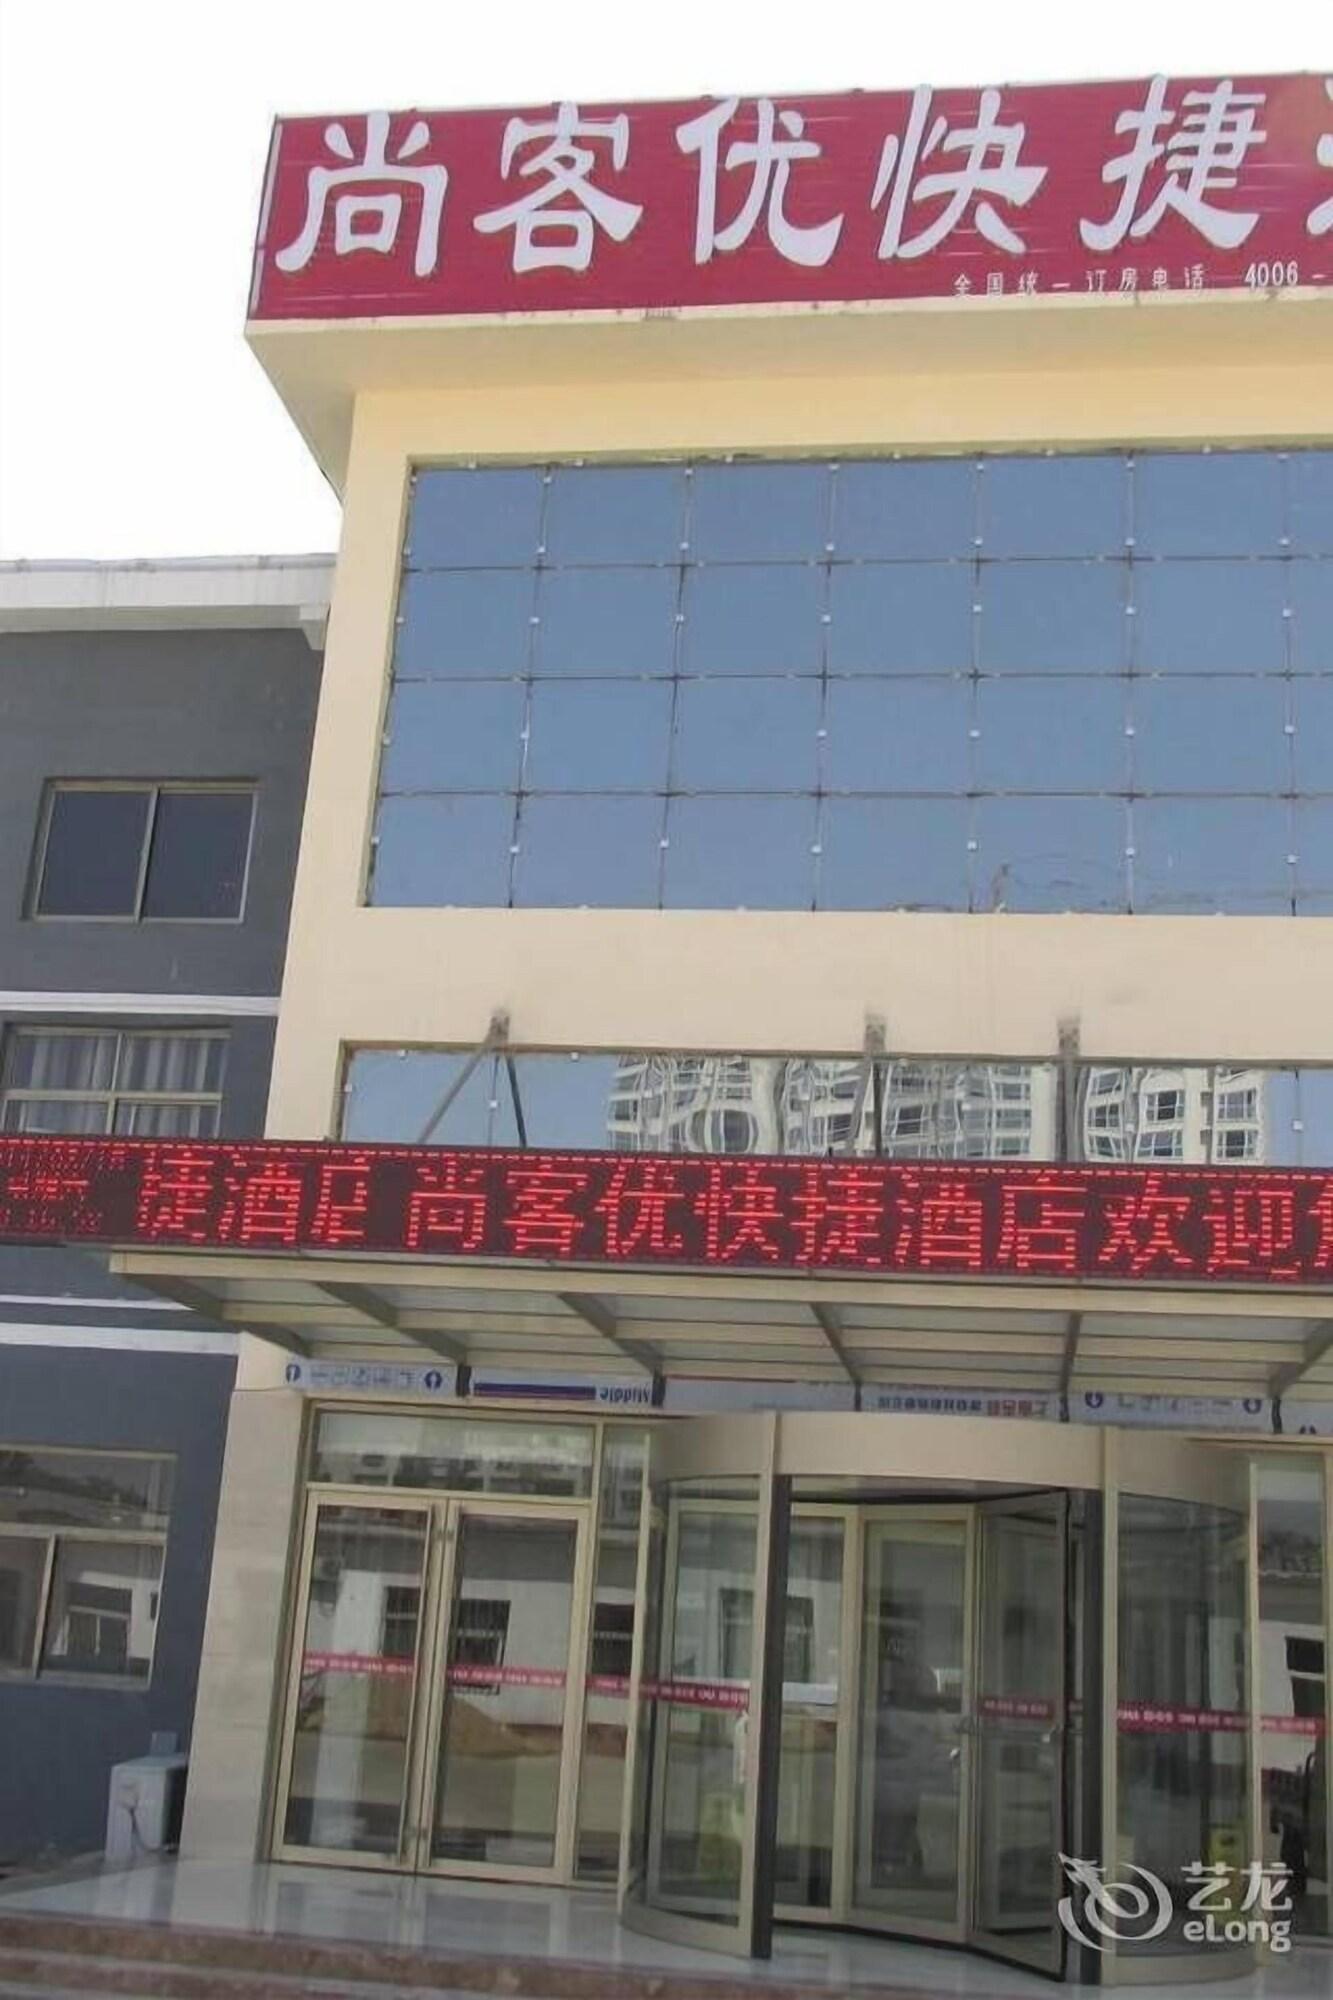 尚客优快捷
全国统一订房电话 4006-
捷酒店 尚客优快捷酒店欢迎
Middle
艺龙
eLong